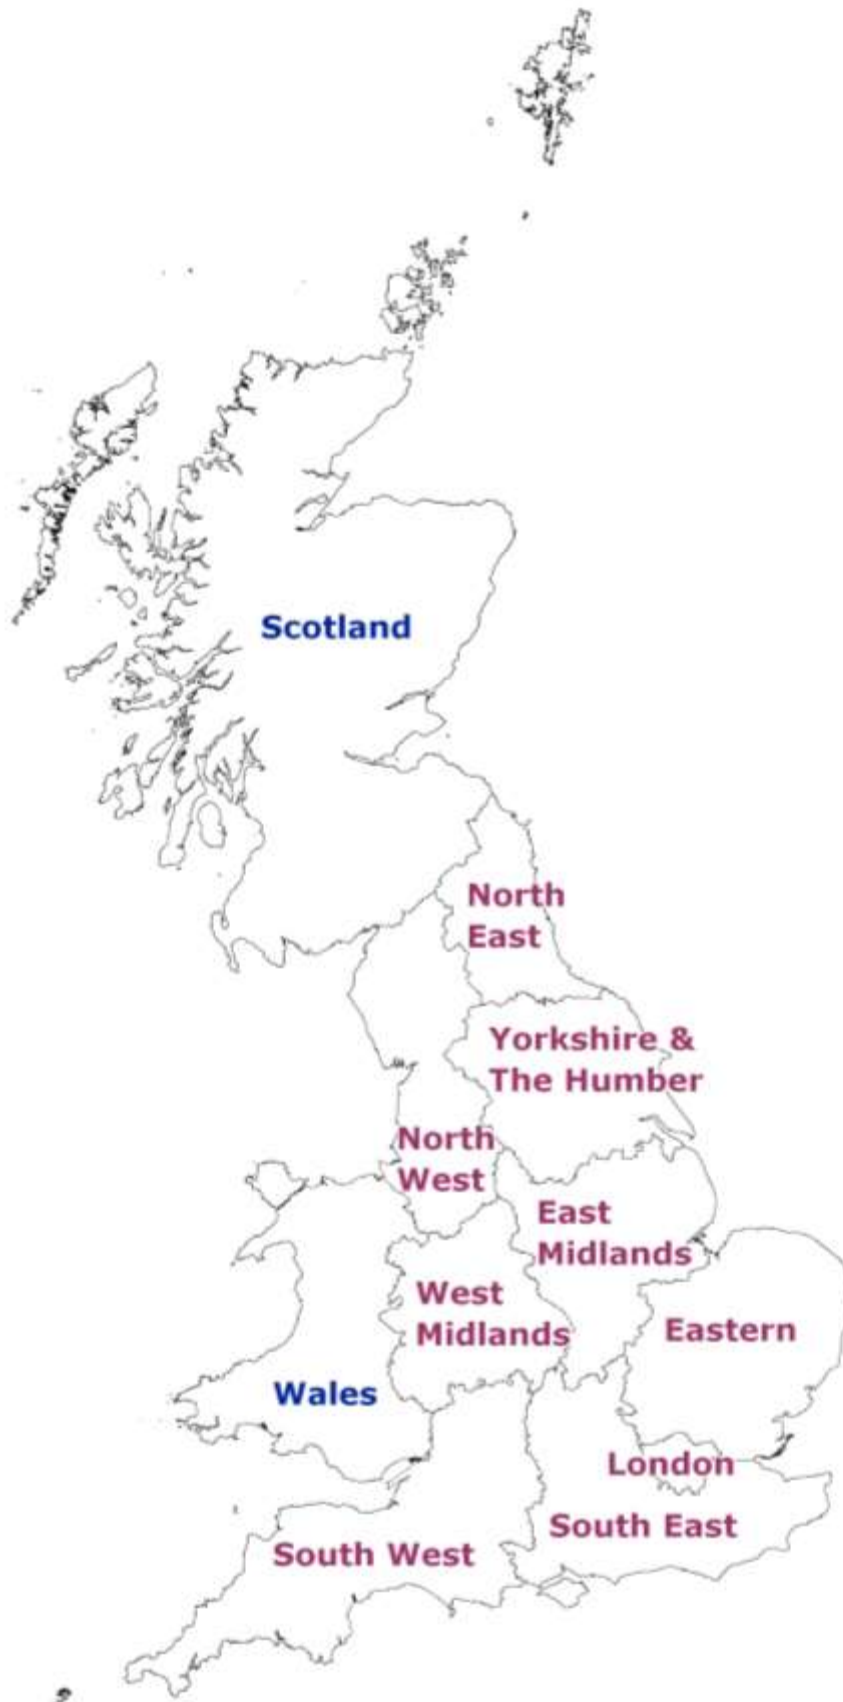 Scotland
North
East
Yorkshire &
The Humber
North
West
East
Midlands
West
Midlands
Eastern
Wales
London
South East
South West